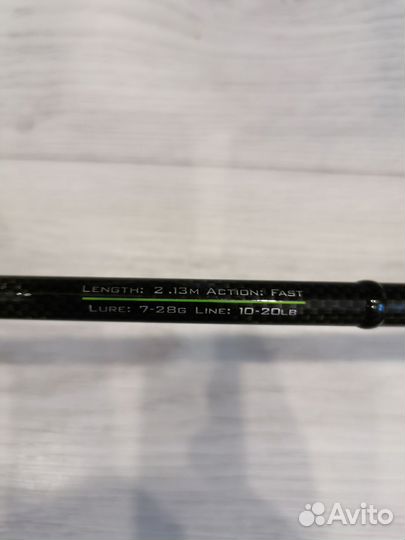 Length: 2.13m Action: Fast
Lure: 7-28g Line: 10-20lb
Avito